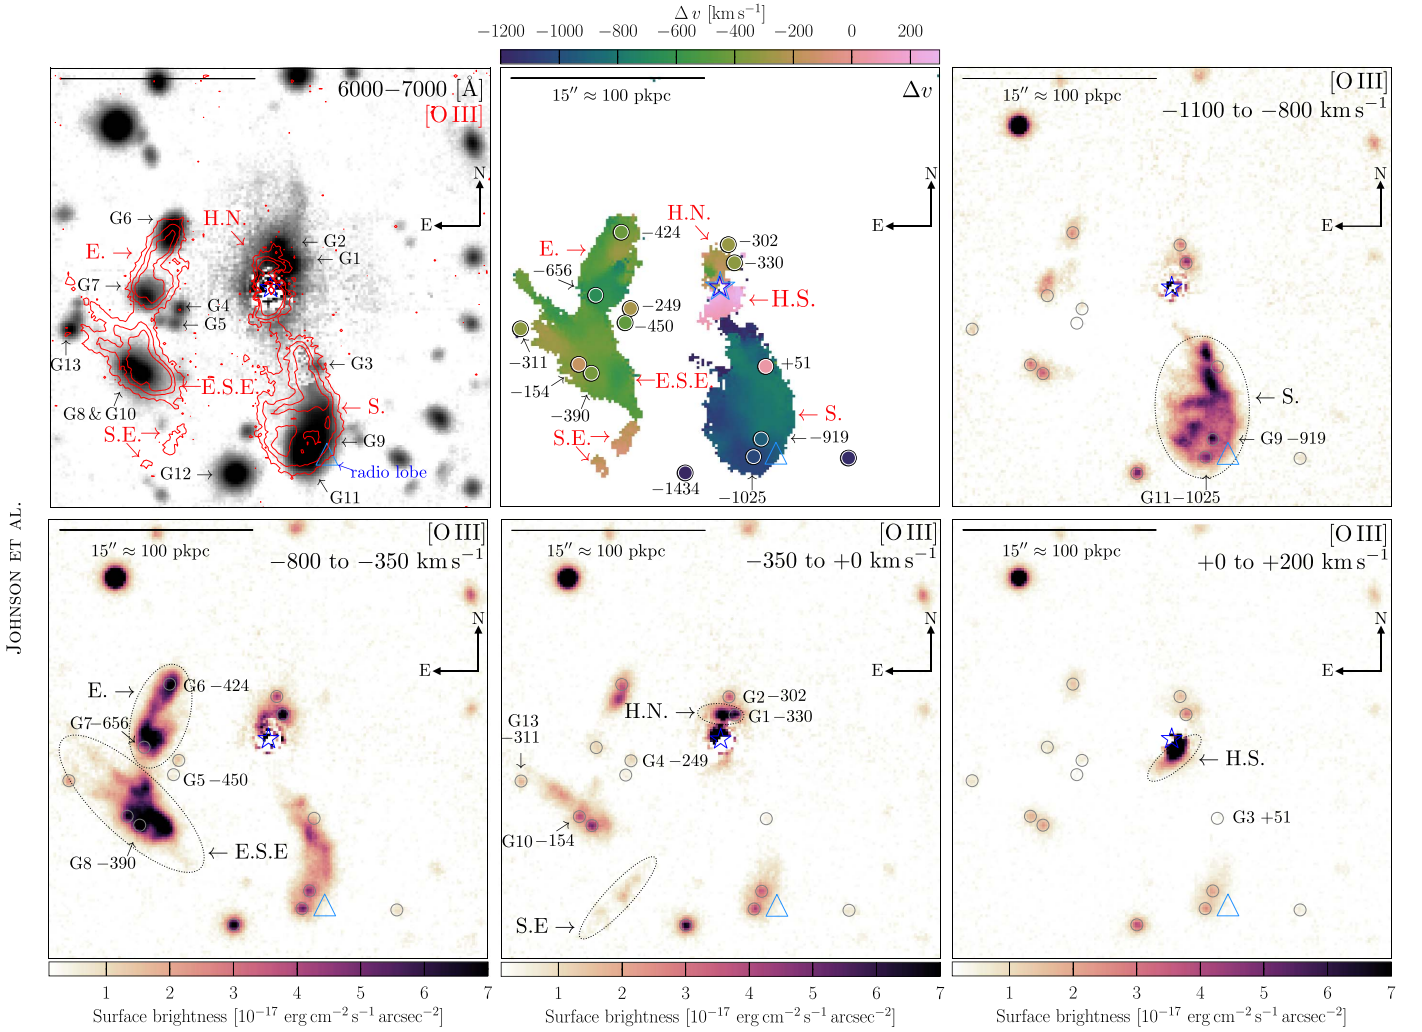 Δ v [km s⁻¹]
−1200 −1000 −800 −600 −400 −200 0 200
15″ ≈ 100 pkpc
6000−7000 [Å]
[O III]
N
E
G6
H.N.
G2
G1
E.
G7
G4
G5
G13
G3
E.S.E
G8 & G10
S.
S.E.
G9
G12
radio lobe
G11
15″ ≈ 100 pkpc
Δv
N
E
H.N.
−424
−302
−330
E.
−656
H.S.
−249
−450
−311
+51
−154
E.S.E
−390
S.
S.E.
−919
−1434
−1025
15″ ≈ 100 pkpc
[O III]
−1100 to −800 km s⁻¹
N
E
S.
G9 −919
G11−1025
JOHNSON ET AL.
15″ ≈ 100 pkpc
[O III]
−800 to −350 km s⁻¹
N
E
E.
G6 −424
G7−656
G5 −450
E.S.E
G8 −390
15″ ≈ 100 pkpc
[O III]
−350 to +0 km s⁻¹
N
E
G2 −302
H.N.
G1 −330
G13
−311
G4 −249
G10 −154
S.E
15″ ≈ 100 pkpc
[O III]
+0 to +200 km s⁻¹
N
E
H.S.
G3 +51
1 2 3 4 5 6 7
Surface brightness [10⁻¹⁷ erg cm⁻² s⁻¹ arcsec⁻²]
1 2 3 4 5 6 7
Surface brightness [10⁻¹⁷ erg cm⁻² s⁻¹ arcsec⁻²]
1 2 3 4 5 6 7
Surface brightness [10⁻¹⁷ erg cm⁻² s⁻¹ arcsec⁻²]